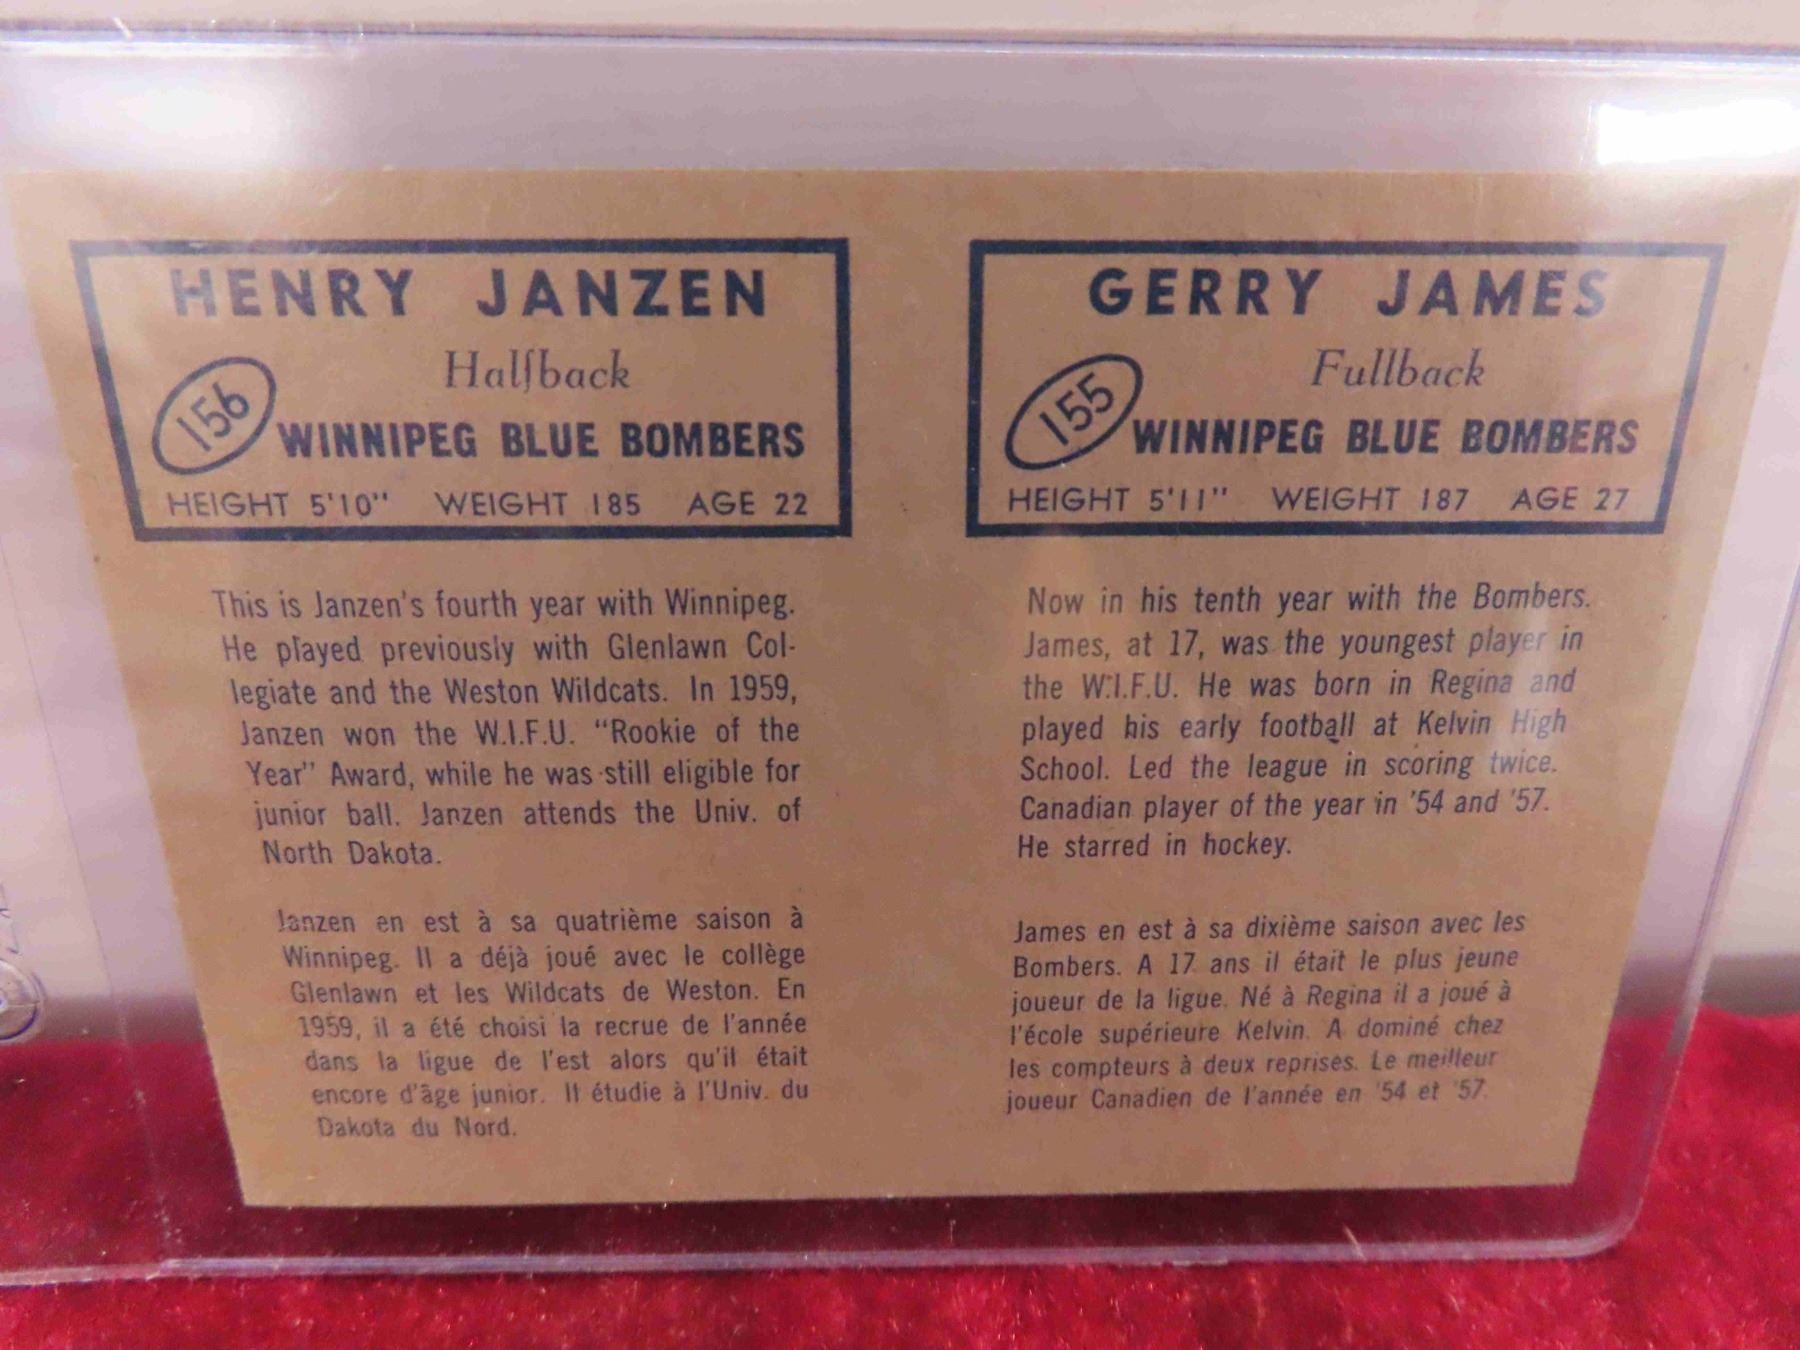 HENRY JANZEN
Halfback
156
WINNIPEG BLUE BOMBERS
HEIGHT 5'10" WEIGHT 185 AGE 22
This is Janzen's fourth year with Winnipeg.
He played previously with Glenlawn Col-
legiate and the Weston Wildcats. In 1959,
Janzen won the W.I.F.U. "Rookie of the
Year" Award, while he was still eligible for
junior ball. Janzen attends the Univ. of
North Dakota.
Janzen en est à sa quatrième saison à
Winnipeg. Il a déjà joué avec le collège
Glenlawn et les Wildcats de Weston. En
1959, il a été choisi la recrue de l'année
dans la ligue de l'est alors qu'il était
encore d'âge junior. Il étudie à l'Univ. du
Dakota du Nord.
GERRY JAMES
Fullback
155
WINNIPEG BLUE BOMBERS
HEIGHT 5'11" WEIGHT 187 AGE 27
Now in his tenth year with the Bombers.
James, at 17, was the youngest player in
the W.I.F.U. He was born in Regina and
played his early football at Kelvin High
School. Led the league in scoring twice.
Canadian player of the year in '54 and '57.
He starred in hockey.
James en est à sa dixième saison avec les
Bombers. A 17 ans il était le plus jeune
joueur de la ligue. Né à Regina il a joué à
l'école supérieure Kelvin. A dominé chez
les compteurs à deux reprises. Le meilleur
joueur Canadien de l'année en '54 et '57.